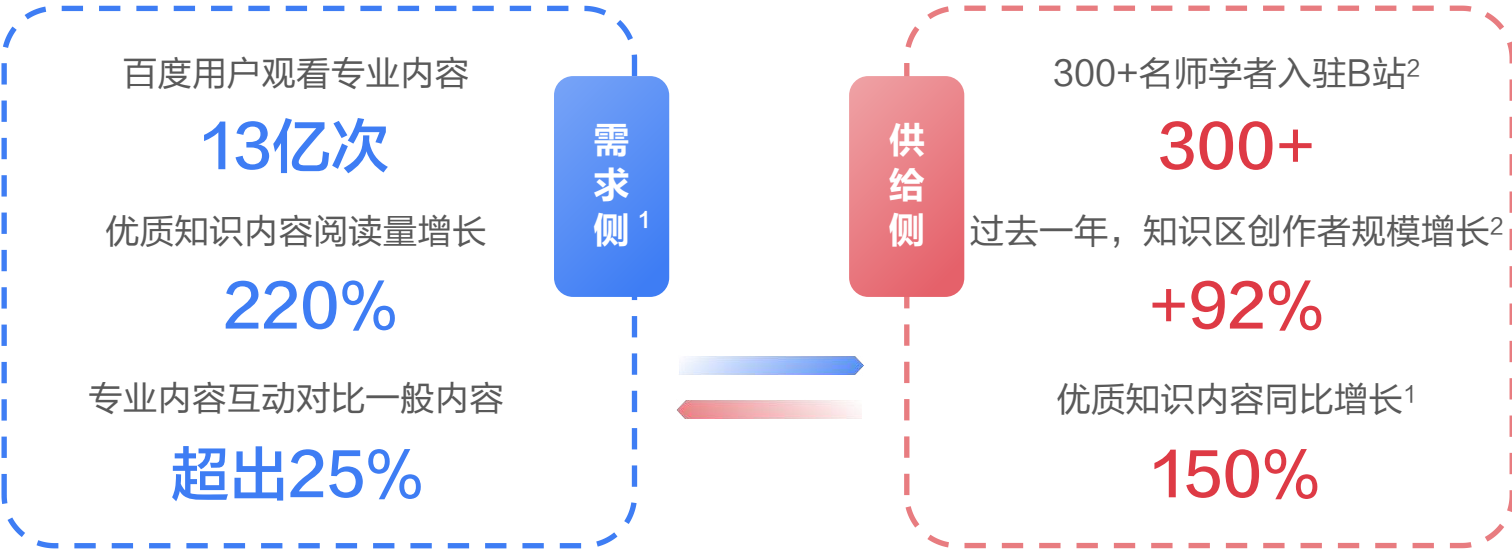 百度用户观看专业内容
13亿次
优质知识内容阅读量增长
220%
专业内容互动对比一般内容
超出25%
需求侧1
供给侧
300+名师学者入驻B站2
300+
过去一年，知识区创作者规模增长2
+92%
优质知识内容同比增长1
150%